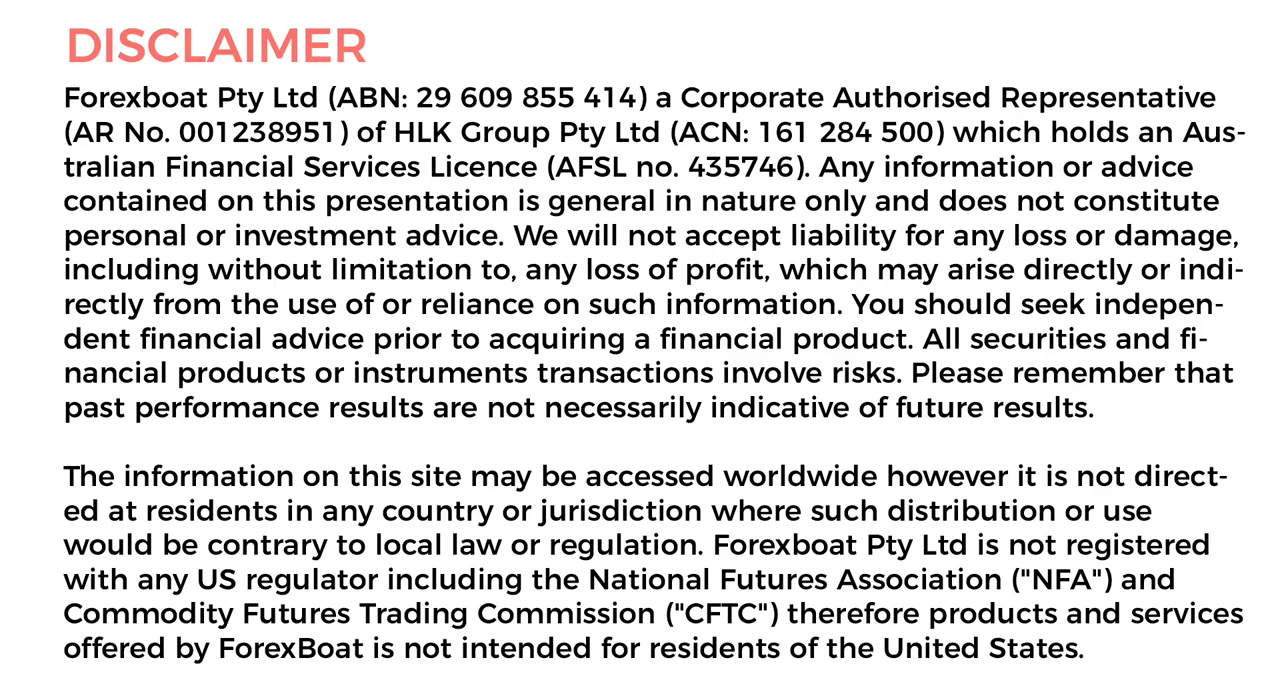 DISCLAIMER
Forexboat Pty Ltd (ABN: 29 609 855 414) a Corporate Authorised Representative
(AR No. 001238951) of HLK Group Pty Ltd (ACN: 161 284 500) which holds an Aus-
tralian Financial Services Licence (AFSL no. 435746). Any information or advice
contained on this presentation is general in nature only and does not constitute
personal or investment advice. We will not accept liability for any loss or damage,
including without limitation to, any loss of profit, which may arise directly or indi-
rectly from the use of or reliance on such information. You should seek indepen-
dent financial advice prior to acquiring a financial product. All securities and fi-
nancial products or instruments transactions involve risks. Please remember that
past performance results are not necessarily indicative of future results.
The information on this site may be accessed worldwide however it is not direct-
ed at residents in any country or jurisdiction where such distribution or use
would be contrary to local law or regulation. Forexboat Pty Ltd is not registered
with any US regulator including the National Futures Association ("NFA") and
Commodity Futures Trading Commission ("CFTC") therefore products and services
offered by ForexBoat is not intended for residents of the United States.